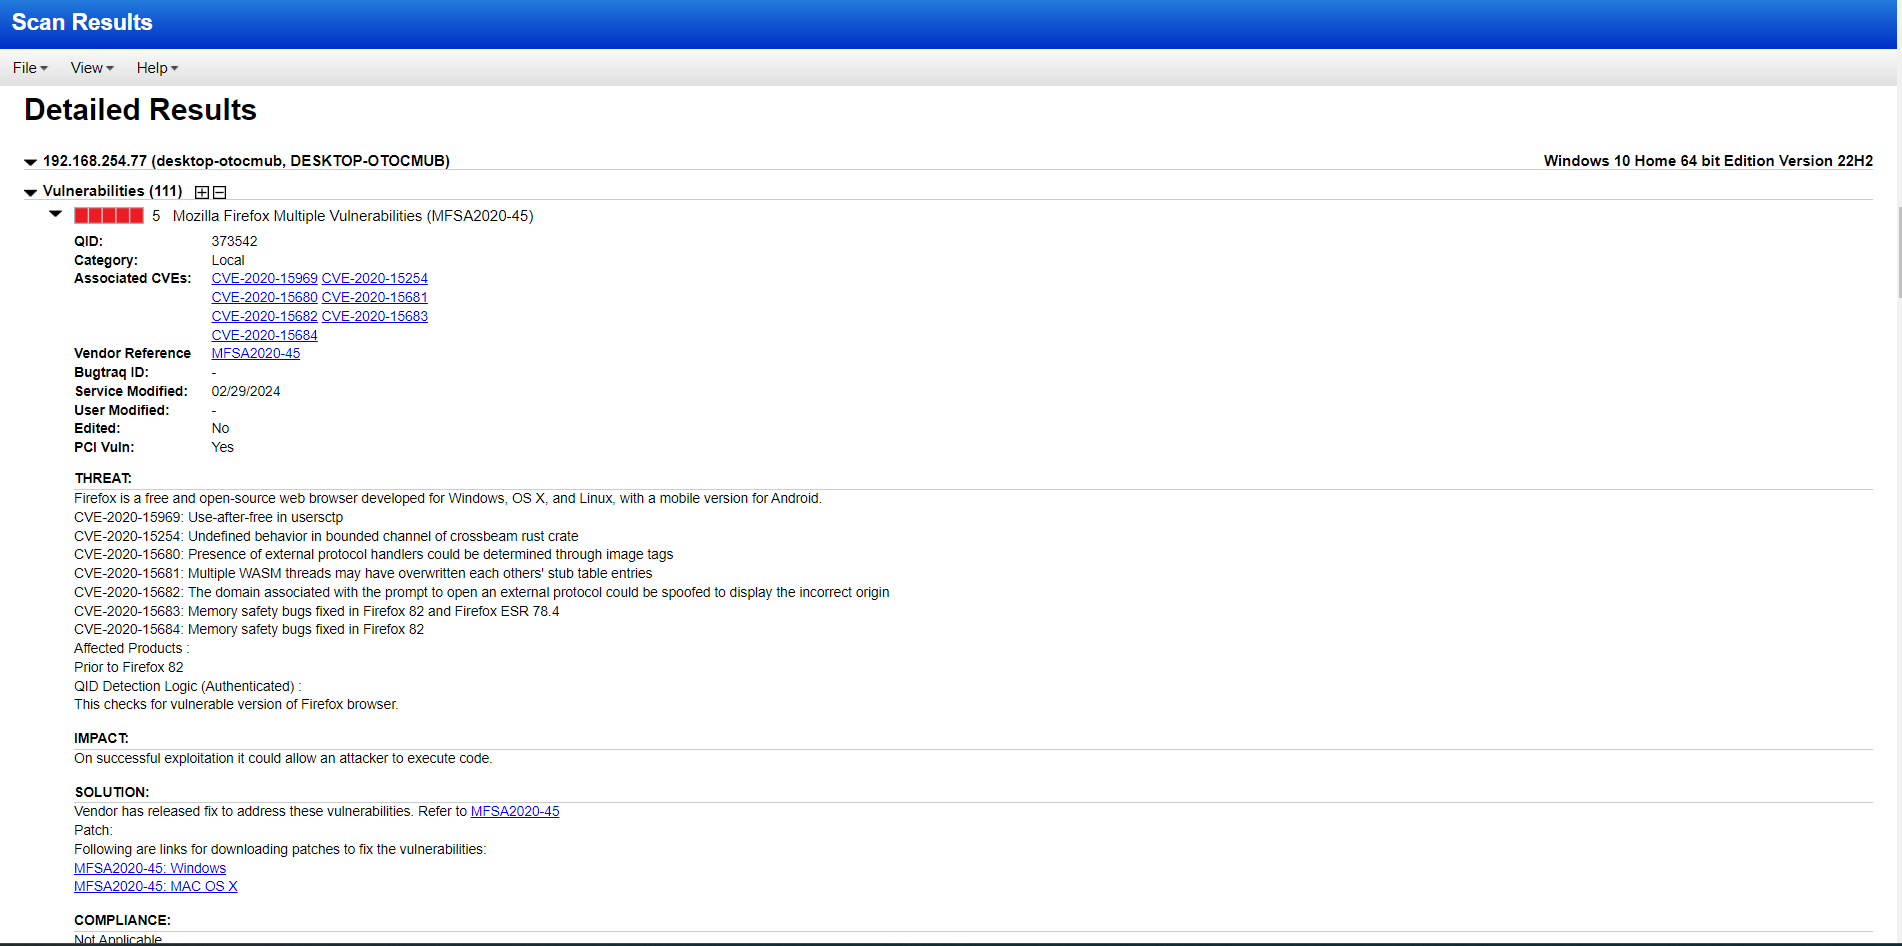 Scan Results
File View Help
Detailed Results
192.168.254.77 (desktop-otocmub, DESKTOP-OTOCMUB) Windows 10 Home 64 bit Edition Version 22H2
Vulnerabilities (111)
5 Mozilla Firefox Multiple Vulnerabilities (MFSA2020-45)
QID: 373542
Category: Local
Associated CVEs: CVE-2020-15969 CVE-2020-15254
CVE-2020-15680 CVE-2020-15681
CVE-2020-15682 CVE-2020-15683
CVE-2020-15684
Vendor Reference MFSA2020-45
Bugtraq ID: -
Service Modified: 02/29/2024
User Modified: -
Edited: No
PCI Vuln: Yes
THREAT:
Firefox is a free and open-source web browser developed for Windows, OS X, and Linux, with a mobile version for Android.
CVE-2020-15969: Use-after-free in usersctp
CVE-2020-15254: Undefined behavior in bounded channel of crossbeam rust crate
CVE-2020-15680: Presence of external protocol handlers could be determined through image tags
CVE-2020-15681: Multiple WASM threads may have overwritten each others' stub table entries
CVE-2020-15682: The domain associated with the prompt to open an external protocol could be spoofed to display the incorrect origin
CVE-2020-15683: Memory safety bugs fixed in Firefox 82 and Firefox ESR 78.4
CVE-2020-15684: Memory safety bugs fixed in Firefox 82
Affected Products :
Prior to Firefox 82
QID Detection Logic (Authenticated) :
This checks for vulnerable version of Firefox browser.
IMPACT:
On successful exploitation it could allow an attacker to execute code.
SOLUTION:
Vendor has released fix to address these vulnerabilities. Refer to MFSA2020-45
Patch:
Following are links for downloading patches to fix the vulnerabilities:
MFSA2020-45: Windows
MFSA2020-45: MAC OS X
COMPLIANCE:
Not Applicable